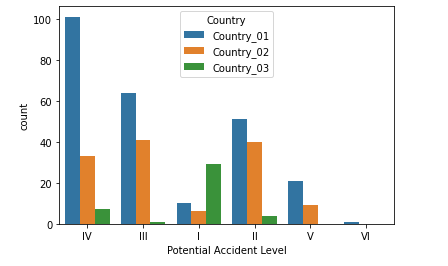 Country
Country_01
Country_02
Country_03
100
80
60
40
20
0
count
IV III I II V VI
Potential Accident Level